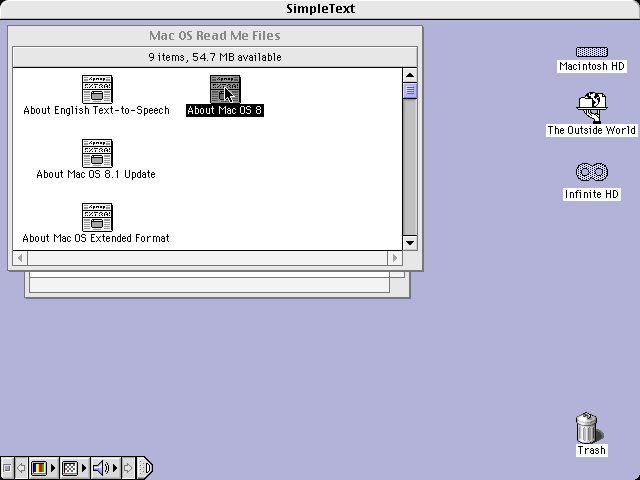 SimpleText
Mac OS Read Me Files
9 items, 54.7 MB available
About English Text-to-Speech
About Mac OS 8
About Mac OS 8.1 Update
About Mac OS Extended Format
Macintosh HD
The Outside World
Infinite HD
Trash